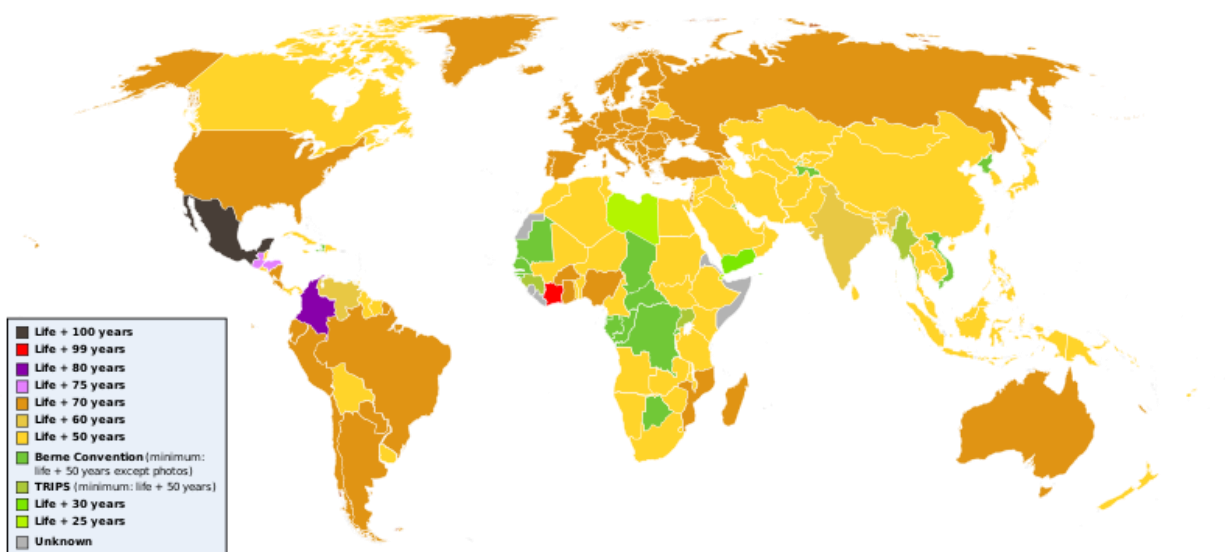 Life + 100 years
Life + 99 years
Life + 80 years
Life + 75 years
Life + 70 years
Life + 60 years
Life + 50 years
Berne Convention (minimum:
life + 50 years except photos)
TRIPS (minimum: life + 50 years)
Life + 30 years
Life + 25 years
Unknown